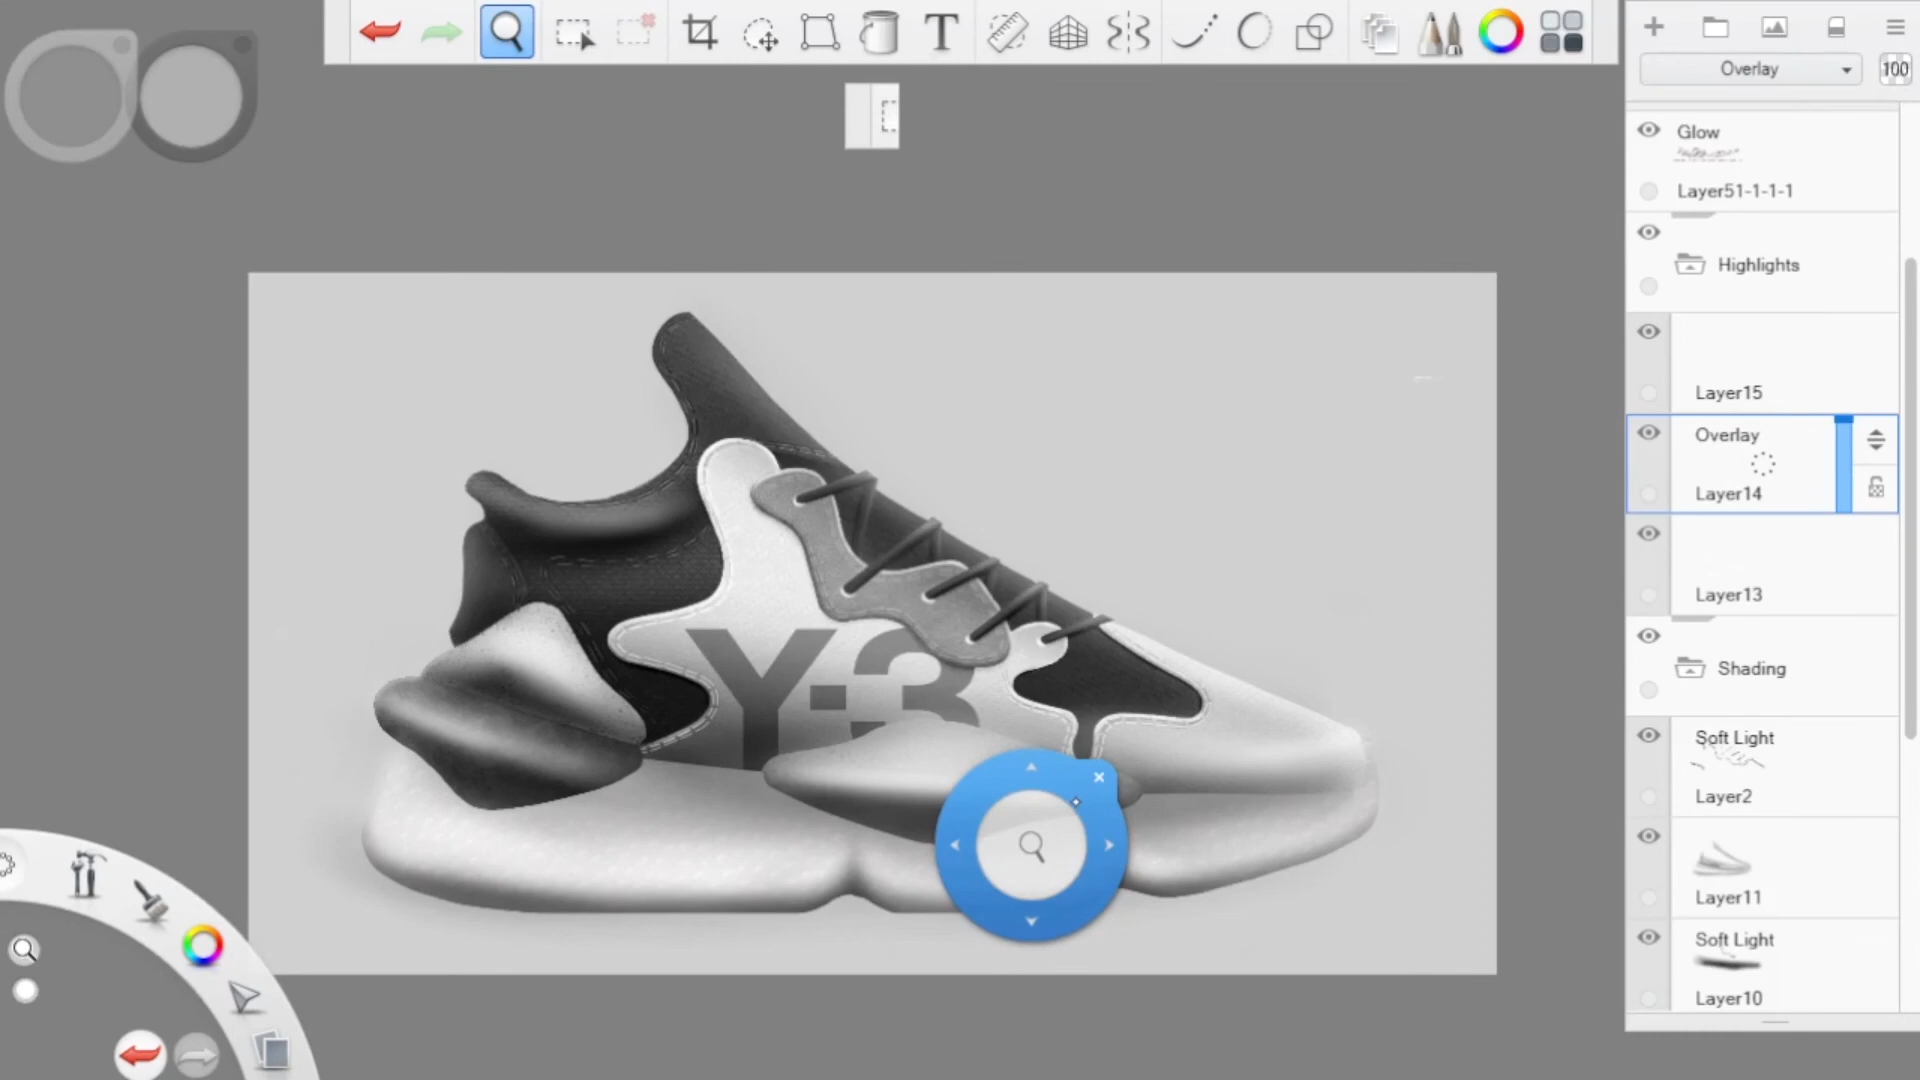 T
Overlay
100
Glow
Layer51-1-1-1
Highlights
Layer15
Overlay
Layer14
Layer13
Shading
Soft Light
Layer2
Layer11
Soft Light
Layer10
Y-3